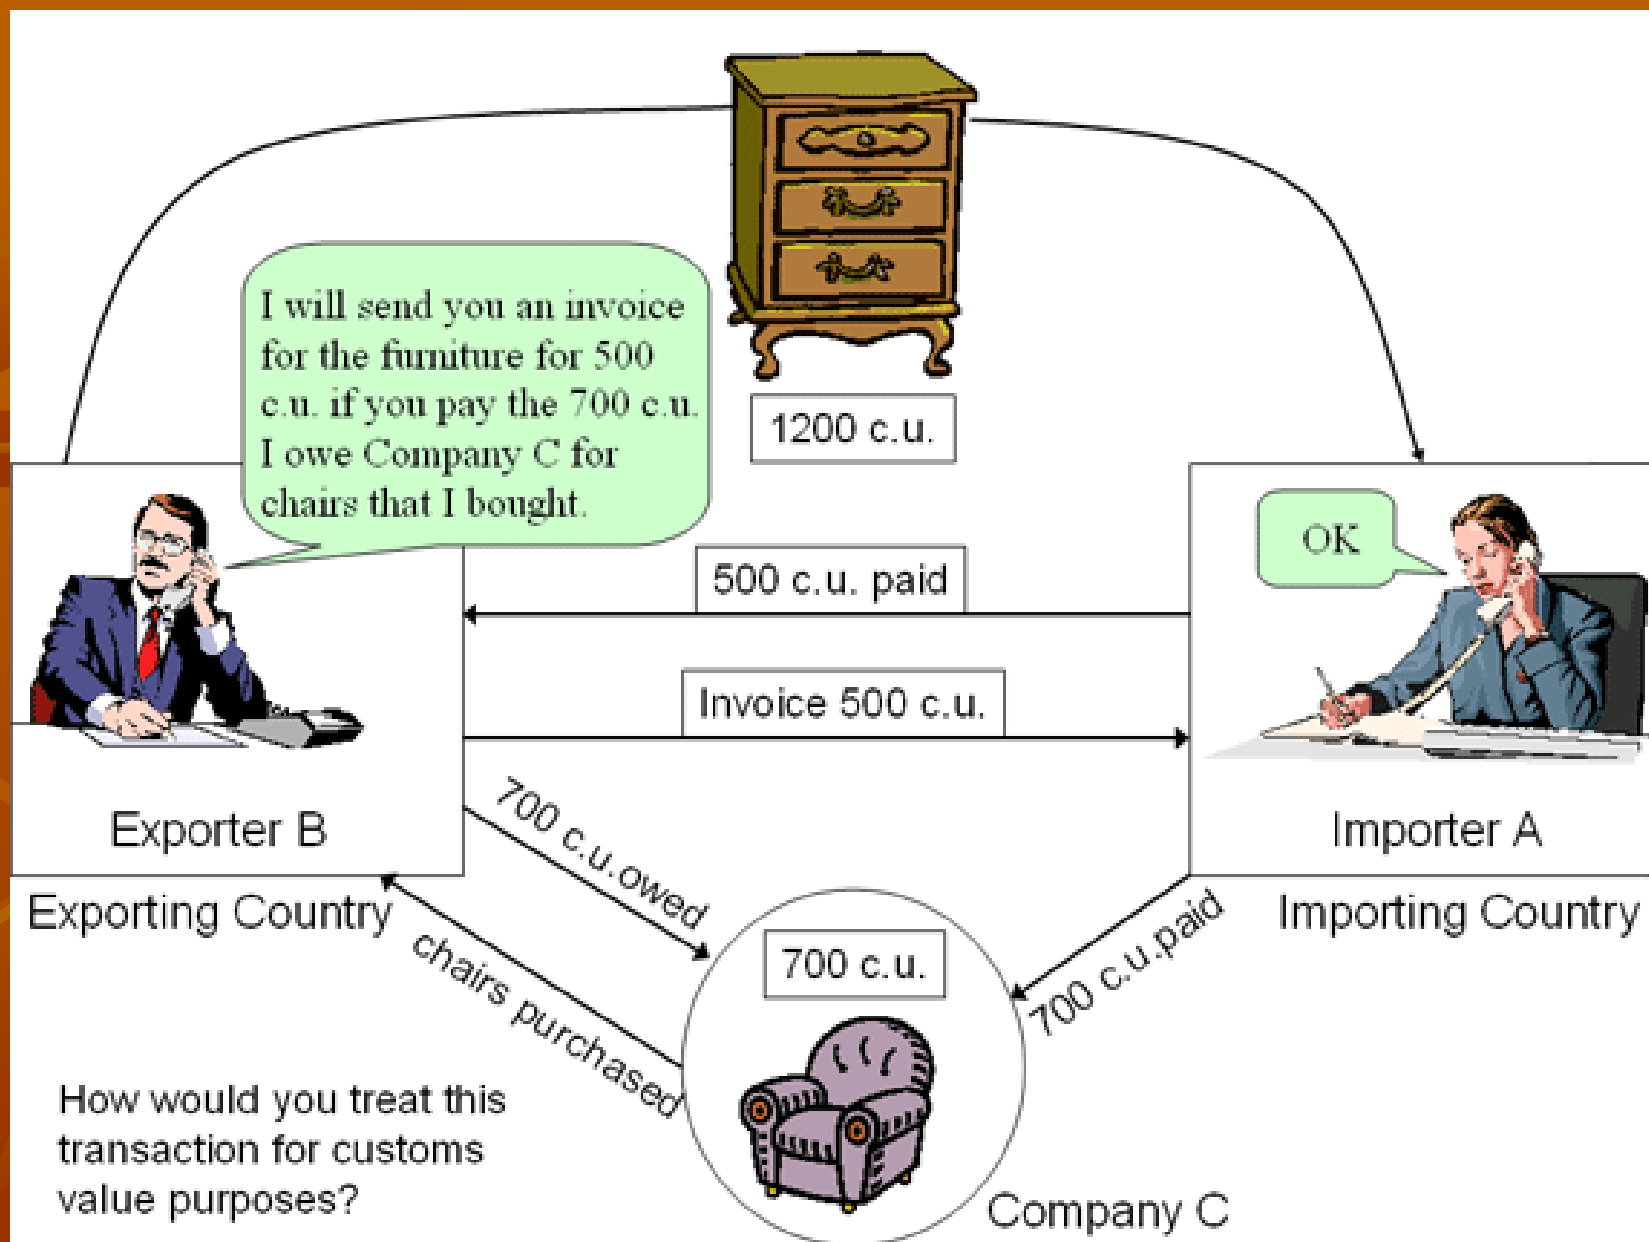 I will send you an invoice
for the furniture for 500
c.u. if you pay the 700 c.u.
I owe Company C for
chairs that I bought.
1200 c.u.
OK
500 c.u. paid
Invoice 500 c.u.
Exporter B
Importer A
Exporting Country
Importing Country
700 c.u.owed
chairs purchased
700 c.u.
700 c.u.paid
How would you treat this
transaction for customs
value purposes?
Company C